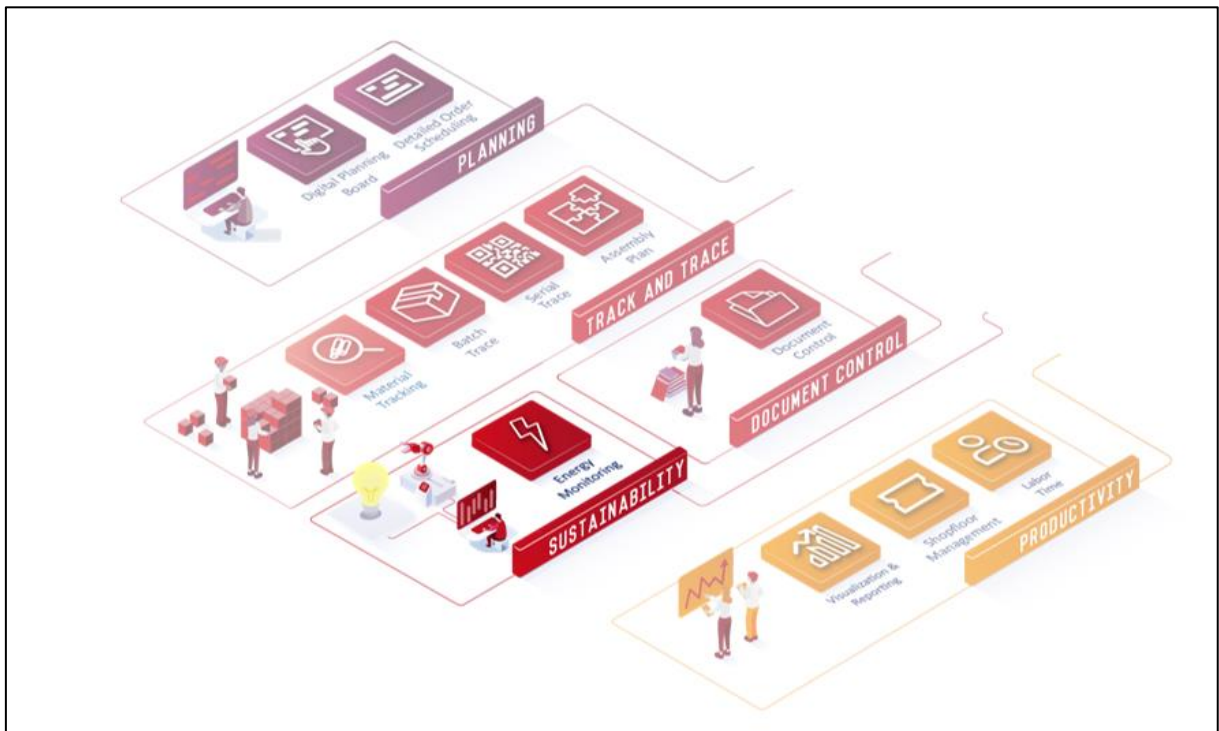 Detailed Order
Scheduling
Digital Planning
Board
PLANNING
Assembly
Plan
Serial
Trace
Batch
Trace
Material
Tracking
TRACK AND TRACE
Document
Control
DOCUMENT CONTROL
Energy
Monitoring
SUSTAINABILITY
Labor
Time
Shopfloor
Management
Visualization &
Reporting
PRODUCTIVITY